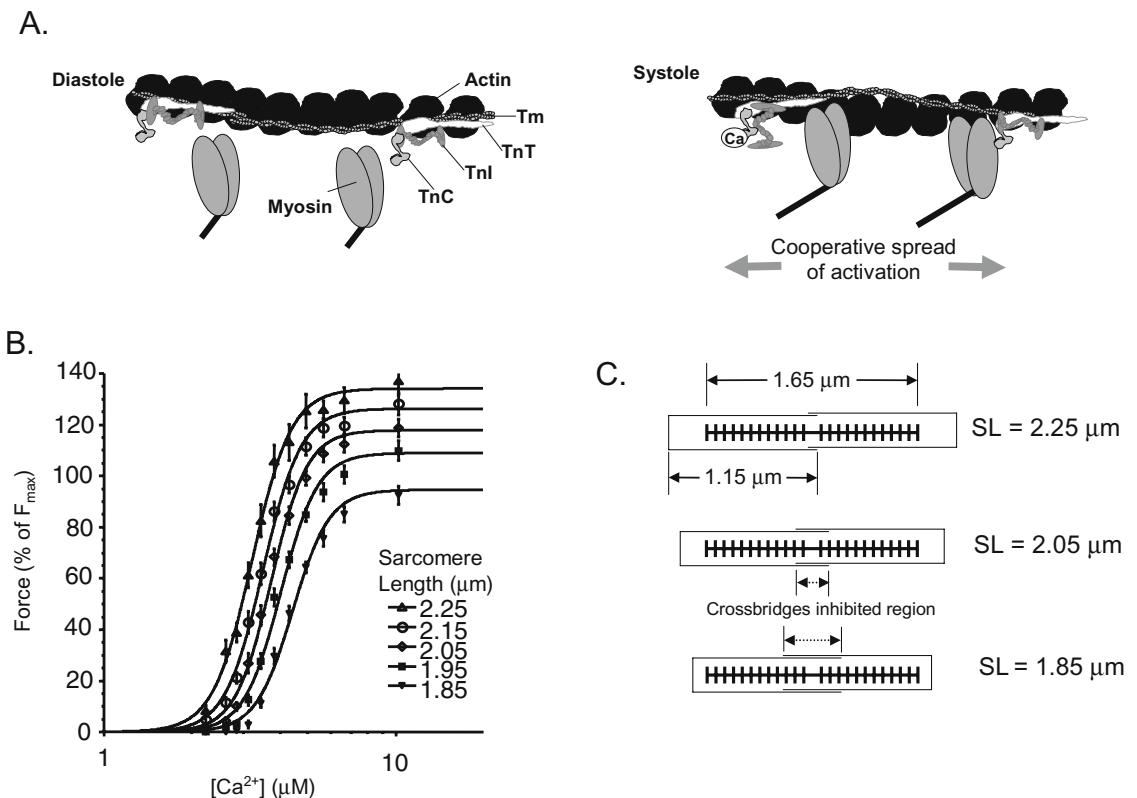 A.
Diastole
Actin
Tm
TnT
TnI
TnC
Myosin
Systole
Ca
Cooperative spread
of activation
B.
140
120
100
80
60
40
20
0
Force (% of Fmax)
1
10
[Ca2+] (μM)
Sarcomere
Length (μm)
2.25
2.15
2.05
1.95
1.85
C.
1.65 μm
SL = 2.25 μm
1.15 μm
SL = 2.05 μm
Crossbridges inhibited region
SL = 1.85 μm